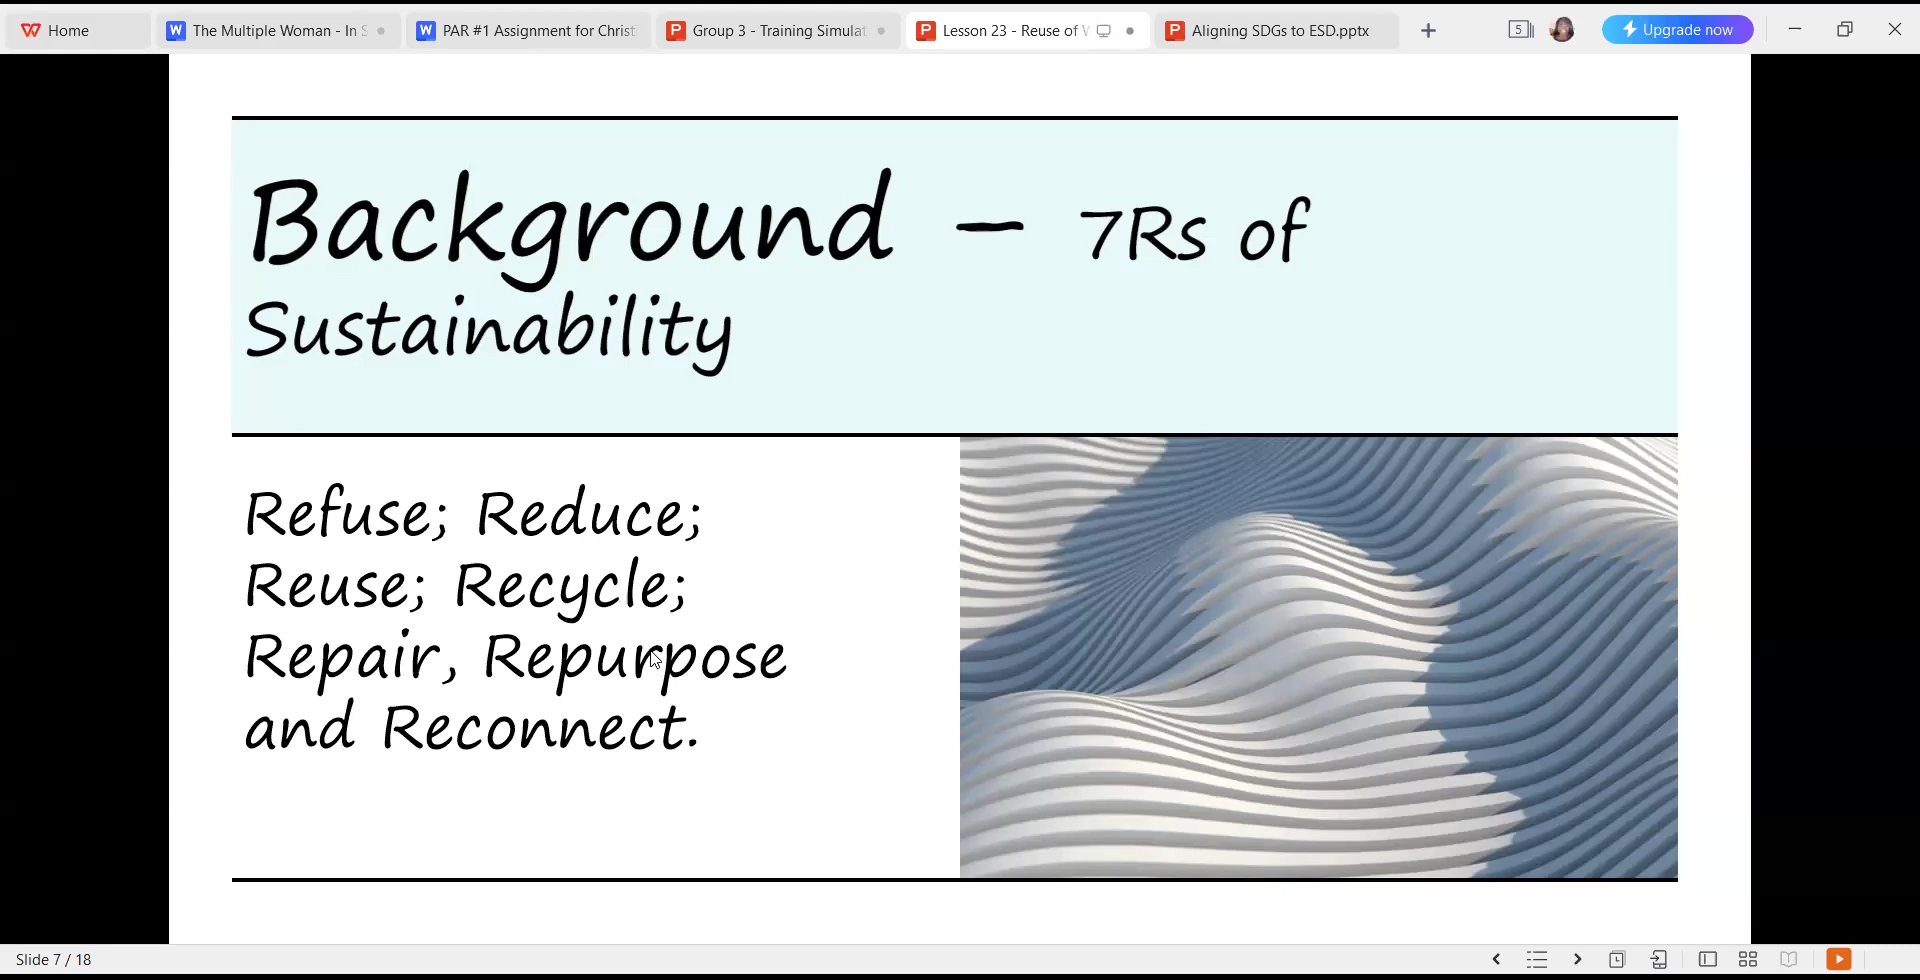 Home
The Multiple Woman - In S
PAR #1 Assignment for Christ
Group 3 - Training Simulat
Lesson 23 - Reuse of W
Aligning SDGs to ESD.pptx
5
Upgrade now
Background – 7Rs of
Sustainability
Refuse; Reduce;
Reuse; Recycle;
Repair, Repurpose
and Reconnect.
Slide 7 / 18